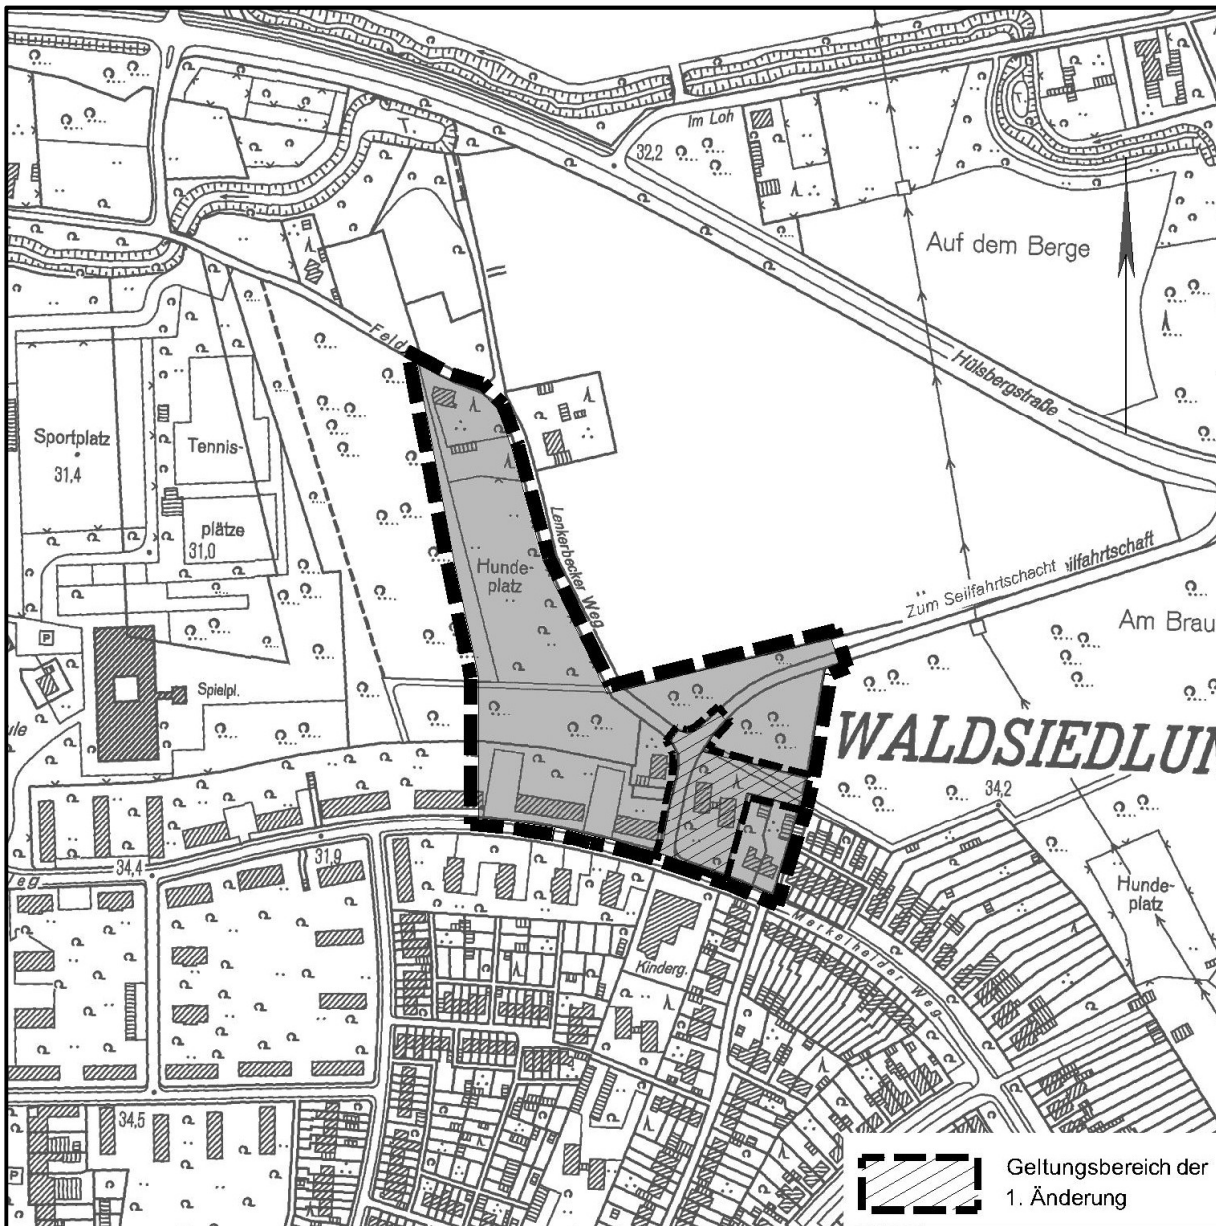 Im Loh
32,2
Auf dem Berge
Feld
Hülsbergstraße
Sportplatz
31,4
Tennis-
plätze
31,0
Hunde-
platz
Lenkerbecker Weg
Zum Seilfahrtschacht
eilfahrtschaft
Am Brau
P
Spielpl.
ule
WALDSIEDLUN
34,2
34,4
31,9
eg
Hunde-
platz
Merkelheider Weg
Kinderg.
34,5
P
Geltungsbereich der
1. Änderung